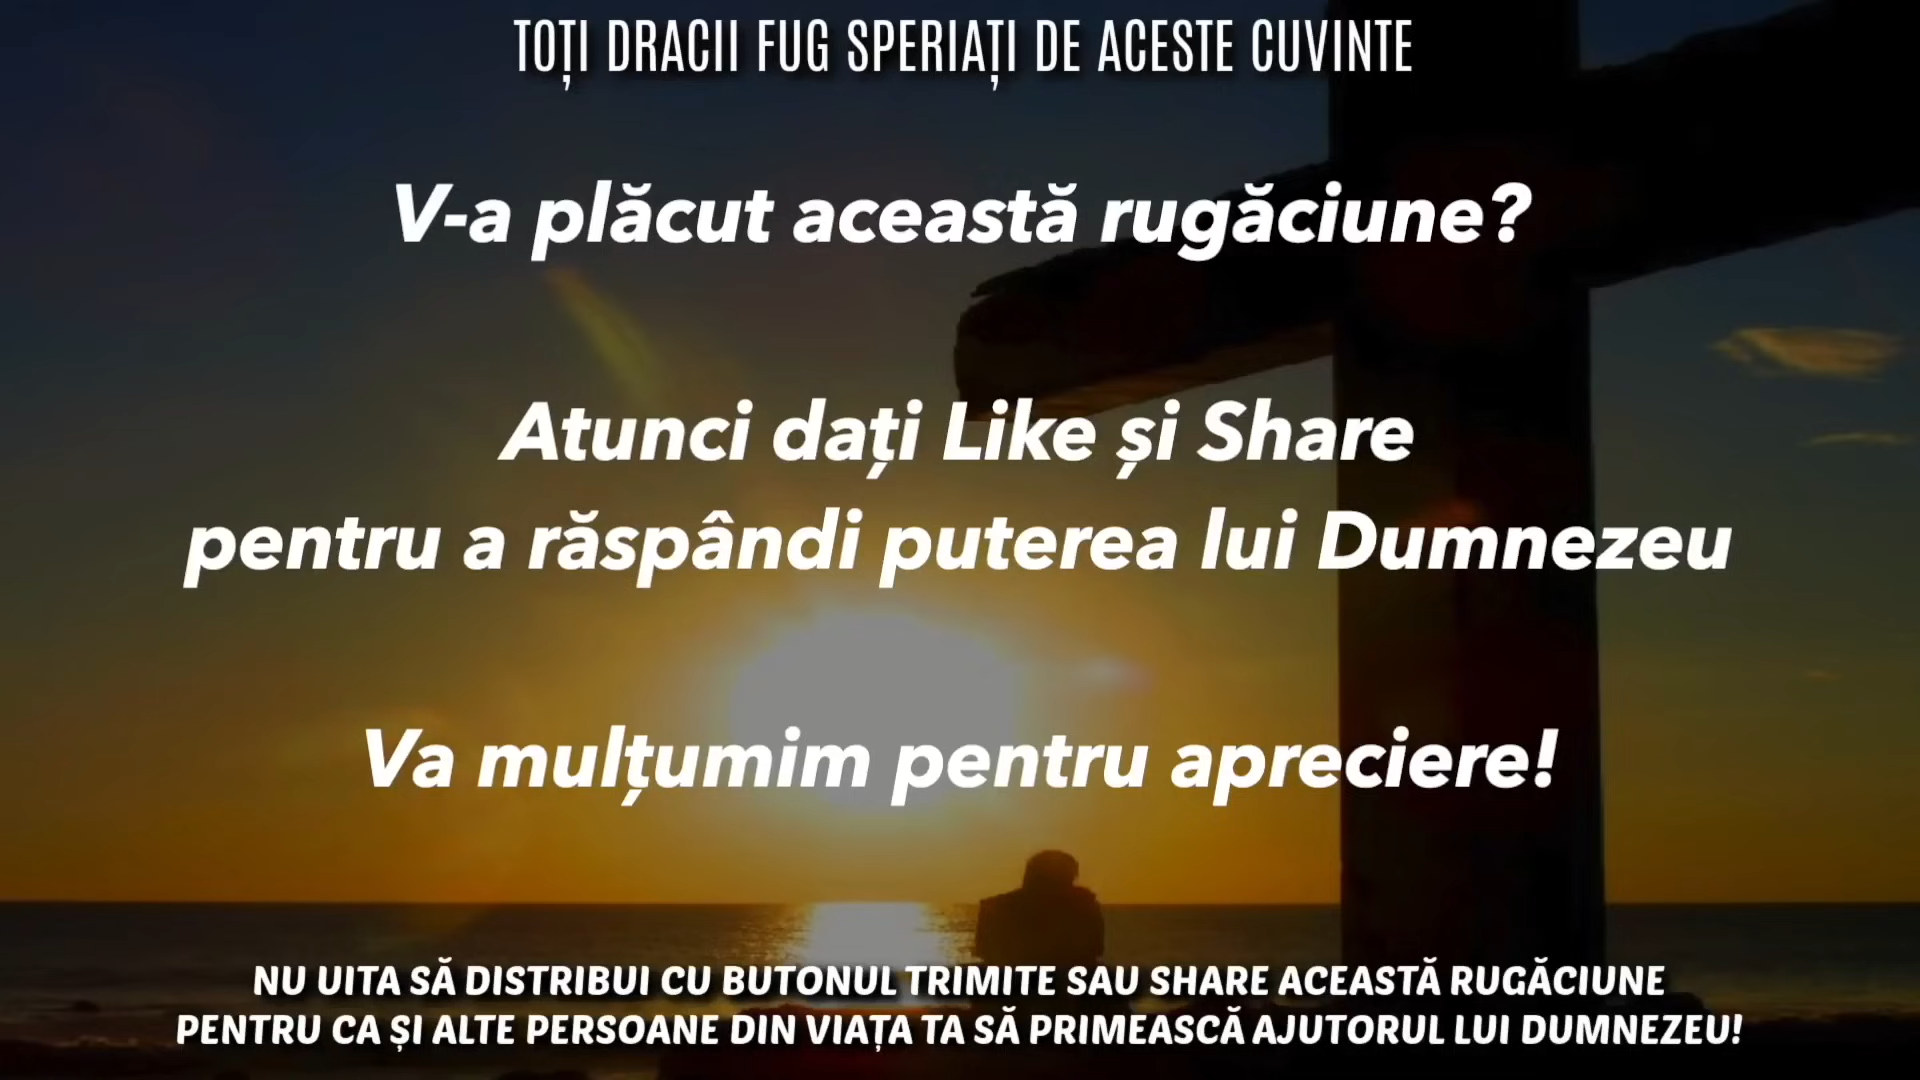 TOȚI DRACII FUG SPERIAȚI DE ACESTE CUVINTE
V-a plăcut această rugăciune?
Atunci dați Like și Share
pentru a răspândi puterea lui Dumnezeu
Va mulțumim pentru apreciere!
NU UITA SĂ DISTRIBUI CU BUTONUL TRIMITE SAU SHARE ACEASTĂ RUGĂCIUNE
PENTRU CA ȘI ALTE PERSOANE DIN VIAȚA TA SĂ PRIMEASCĂ AJUTORUL LUI DUMNEZEU!